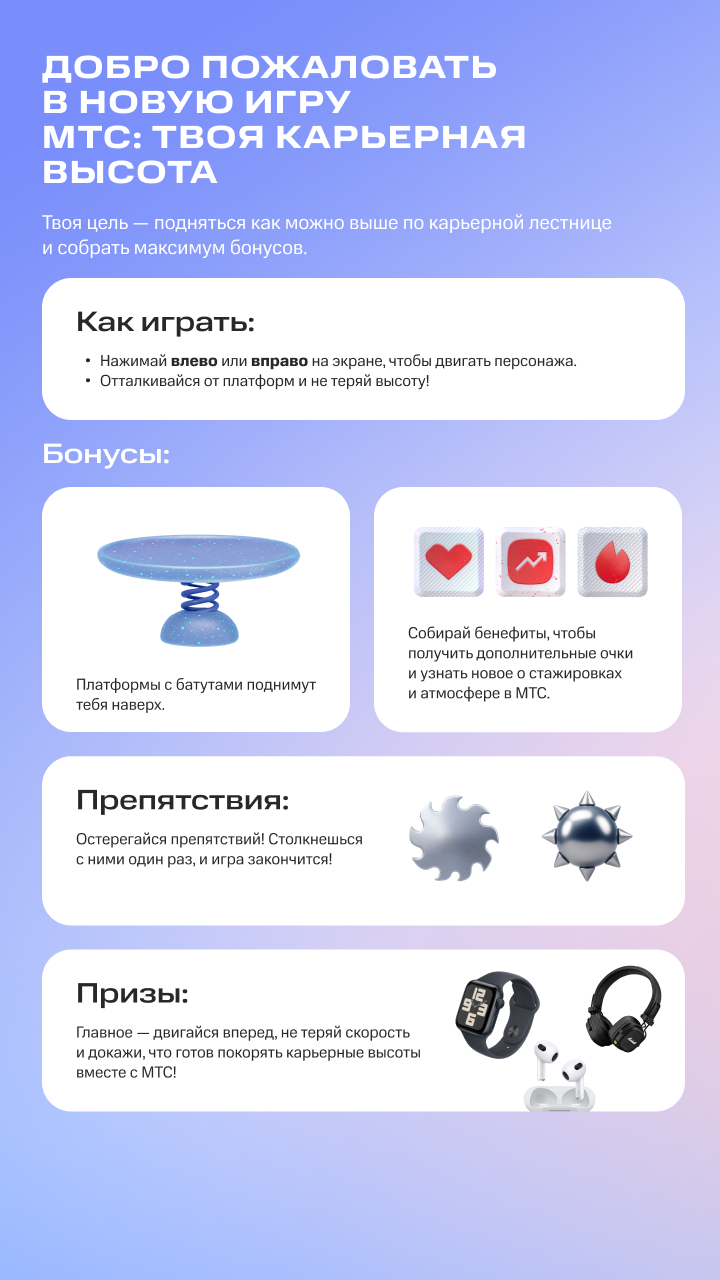 ДОБРО ПОЖАЛОВАТЬ
В НОВУЮ ИГРУ
МТС: ТВОЯ КАРЬЕРНАЯ
ВЫСОТА
Твоя цель — подняться как можно выше по карьерной лестнице
и собрать максимум бонусов.
Как играть:
• Нажимай влево или вправо на экране, чтобы двигать персонажа.
• Отталкивайся от платформ и не теряй высоту!
Бонусы:
Платформы с батутами поднимут
тебя наверх.
Собирай бенефиты, чтобы
получить дополнительные очки
и узнать новое о стажировках
и атмосфере в МТС.
Препятствия:
Остерегайся препятствий! Столкнешься
с ними один раз, и игра закончится!
Призы:
Главное — двигайся вперед, не теряй скорость
и докажи, что готов покорять карьерные высоты
вместе с МТС!